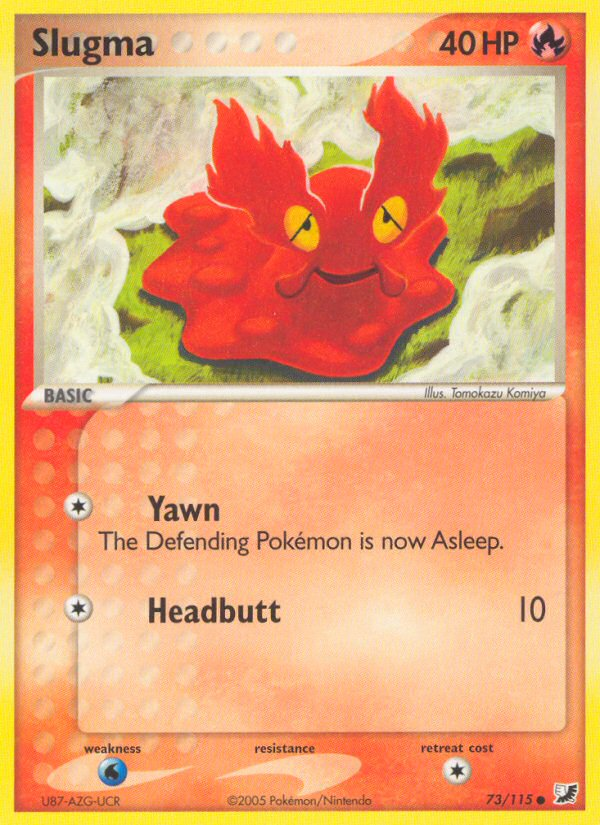 Slugma 40 HP
BASIC Illus. Tomokazu Komiya
Yawn
The Defending Pokémon is now Asleep.
Headbutt 10
weakness resistance retreat cost
U87-AZG-UCR ©2005 Pokémon/Nintendo 73/115